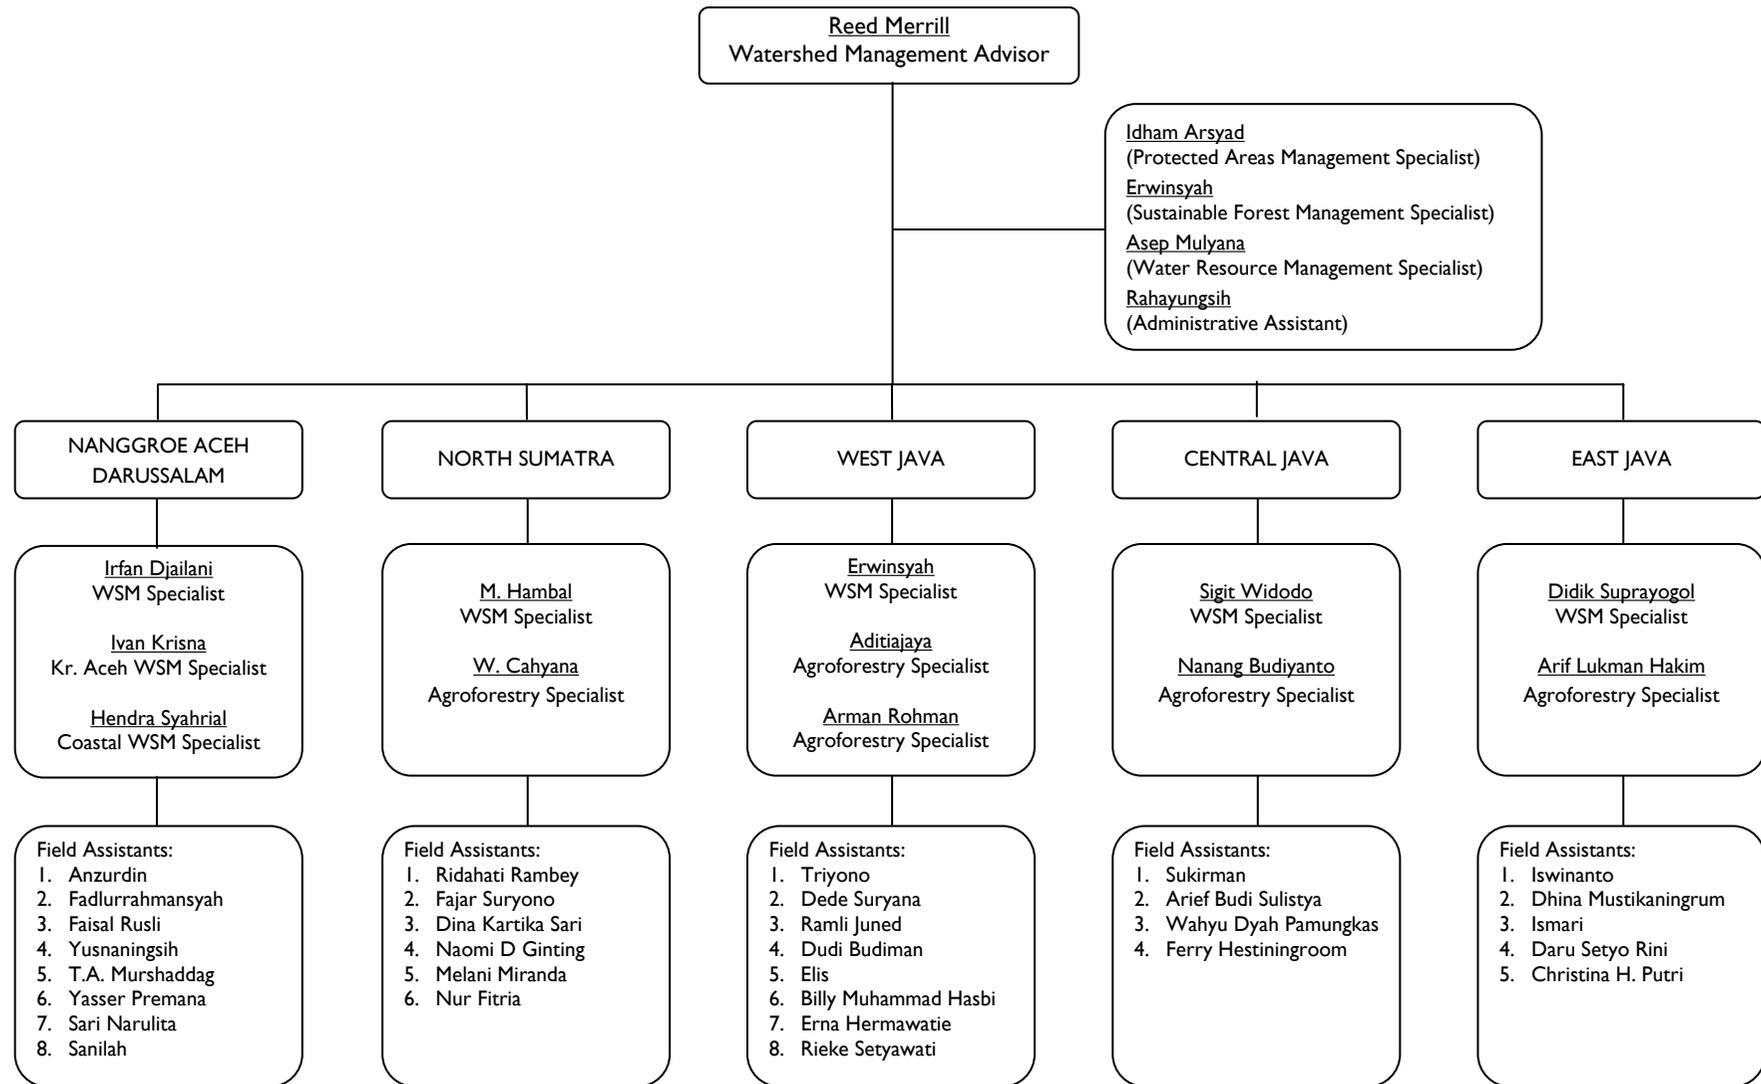 Reed Merrill
Watershed Management Advisor
Idham Arsyad
(Protected Areas Management Specialist)
Erwinsyah
(Sustainable Forest Management Specialist)
Asep Mulyana
(Water Resource Management Specialist)
Rahayungsih
(Administrative Assistant)
NANGGROE ACEH
DARUSSALAM
NORTH SUMATRA
WEST JAVA
CENTRAL JAVA
EAST JAVA
Irfan Djailani
WSM Specialist
Ivan Krisna
Kr. Aceh WSM Specialist
Hendra Syahrial
Coastal WSM Specialist
M. Hambal
WSM Specialist
W. Cahyana
Agroforestry Specialist
Erwinsyah
WSM Specialist
Aditiajaya
Agroforestry Specialist
Arman Rohman
Agroforestry Specialist
Sigit Widodo
WSM Specialist
Nanang Budiyanto
Agroforestry Specialist
Didik Suprayogol
WSM Specialist
Arif Lukman Hakim
Agroforestry Specialist
Field Assistants:
1. Anzurdin
2. Fadlurrahmansyah
3. Faisal Rusli
4. Yusnaningsih
5. T.A. Murshaddag
6. Yasser Premana
7. Sari Narulita
8. Sanilah
Field Assistants:
1. Ridahati Rambey
2. Fajar Suryono
3. Dina Kartika Sari
4. Naomi D Ginting
5. Melani Miranda
6. Nur Fitria
Field Assistants:
1. Triyono
2. Dede Suryana
3. Ramli Juned
4. Dudi Budiman
5. Elis
6. Billy Muhammad Hasbi
7. Erna Hermawatie
8. Rieke Setyawati
Field Assistants:
1. Sukirman
2. Arief Budi Sulistya
3. Wahyu Dyah Pamungkas
4. Ferry Hestiningroom
Field Assistants:
1. Iswinanto
2. Dhina Mustikaningrum
3. Ismari
4. Daru Setyo Rini
5. Christina H. Putri